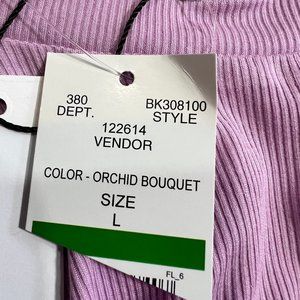 380 BK308100
DEPT. STYLE
122614
VENDOR
COLOR - ORCHID BOUQUET
SIZE
L
FL_6